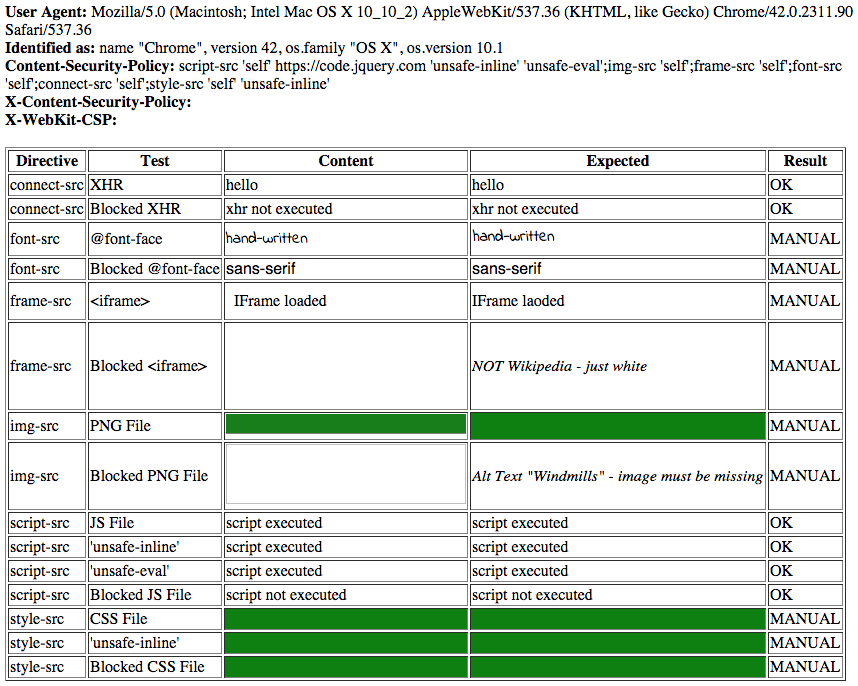 User Agent: Mozilla/5.0 (Macintosh; Intel Mac OS X 10_10_2) AppleWebKit/537.36 (KHTML, like Gecko) Chrome/42.0.2311.90
Safari/537.36
Identified as: name "Chrome", version 42, os.family "OS X", os.version 10.1
Content-Security-Policy: script-src 'self' https://code.jquery.com 'unsafe-inline' 'unsafe-eval';img-src 'self';frame-src 'self';font-src
'self';connect-src 'self';style-src 'self' 'unsafe-inline'
X-Content-Security-Policy:
X-WebKit-CSP:
Directive Test Content Expected Result
connect-src XHR hello hello OK
connect-src Blocked XHR xhr not executed xhr not executed OK
font-src @font-face hand-written hand-written MANUAL
font-src Blocked @font-face sans-serif sans-serif MANUAL
frame-src <iframe> IFrame loaded IFrame laoded MANUAL
frame-src Blocked <iframe> NOT Wikipedia - just white MANUAL
img-src PNG File MANUAL
img-src Blocked PNG File Alt Text "Windmills" - image must be missing MANUAL
script-src JS File script executed script executed OK
script-src 'unsafe-inline' script executed script executed OK
script-src 'unsafe-eval' script executed script executed OK
script-src Blocked JS File script not executed script not executed OK
style-src CSS File MANUAL
style-src 'unsafe-inline' MANUAL
style-src Blocked CSS File MANUAL